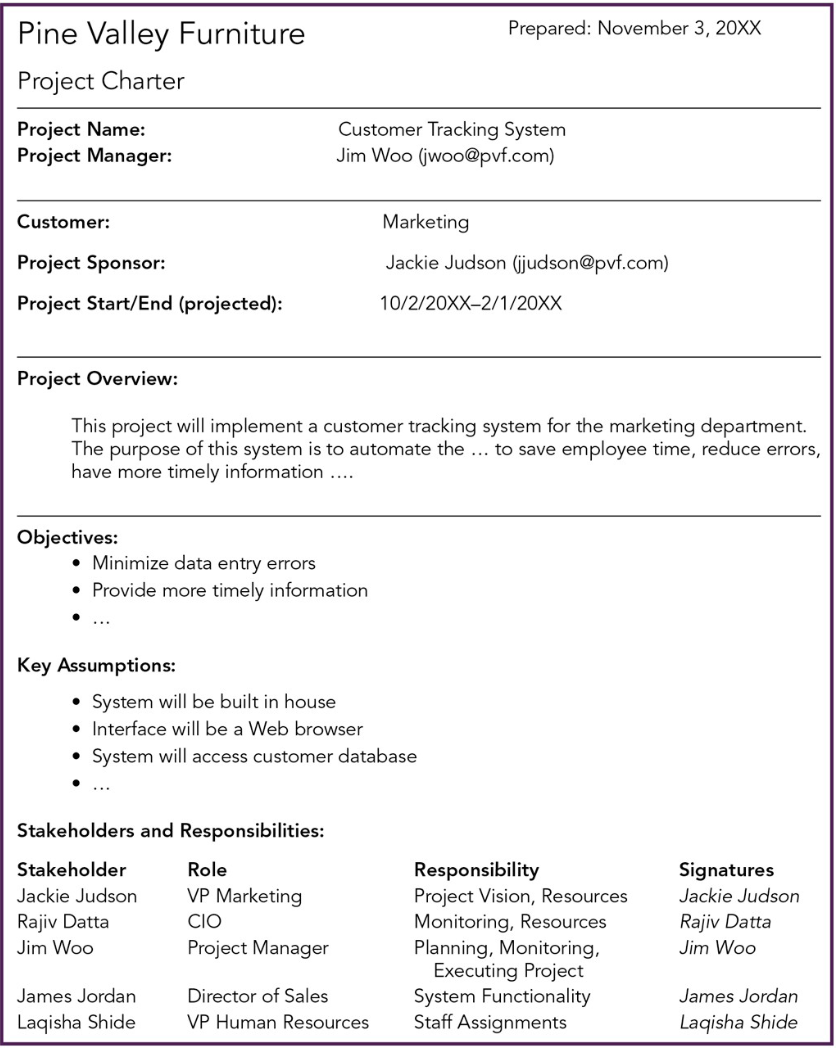 Pine Valley Furniture Prepared: November 3, 20XX
Project Charter
Project Name: Customer Tracking System
Project Manager: Jim Woo (jwoo@pvf.com)
Customer: Marketing
Project Sponsor: Jackie Judson (jjudson@pvf.com)
Project Start/End (projected): 10/2/20XX–2/1/20XX
Project Overview:
This project will implement a customer tracking system for the marketing department.
The purpose of this system is to automate the … to save employee time, reduce errors,
have more timely information ….
Objectives:
• Minimize data entry errors
• Provide more timely information
• …
Key Assumptions:
• System will be built in house
• Interface will be a Web browser
• System will access customer database
• …
Stakeholders and Responsibilities:
Stakeholder Role Responsibility Signatures
Jackie Judson VP Marketing Project Vision, Resources Jackie Judson
Rajiv Datta CIO Monitoring, Resources Rajiv Datta
Jim Woo Project Manager Planning, Monitoring, Jim Woo
Executing Project
James Jordan Director of Sales System Functionality James Jordan
Laqisha Shide VP Human Resources Staff Assignments Laqisha Shide